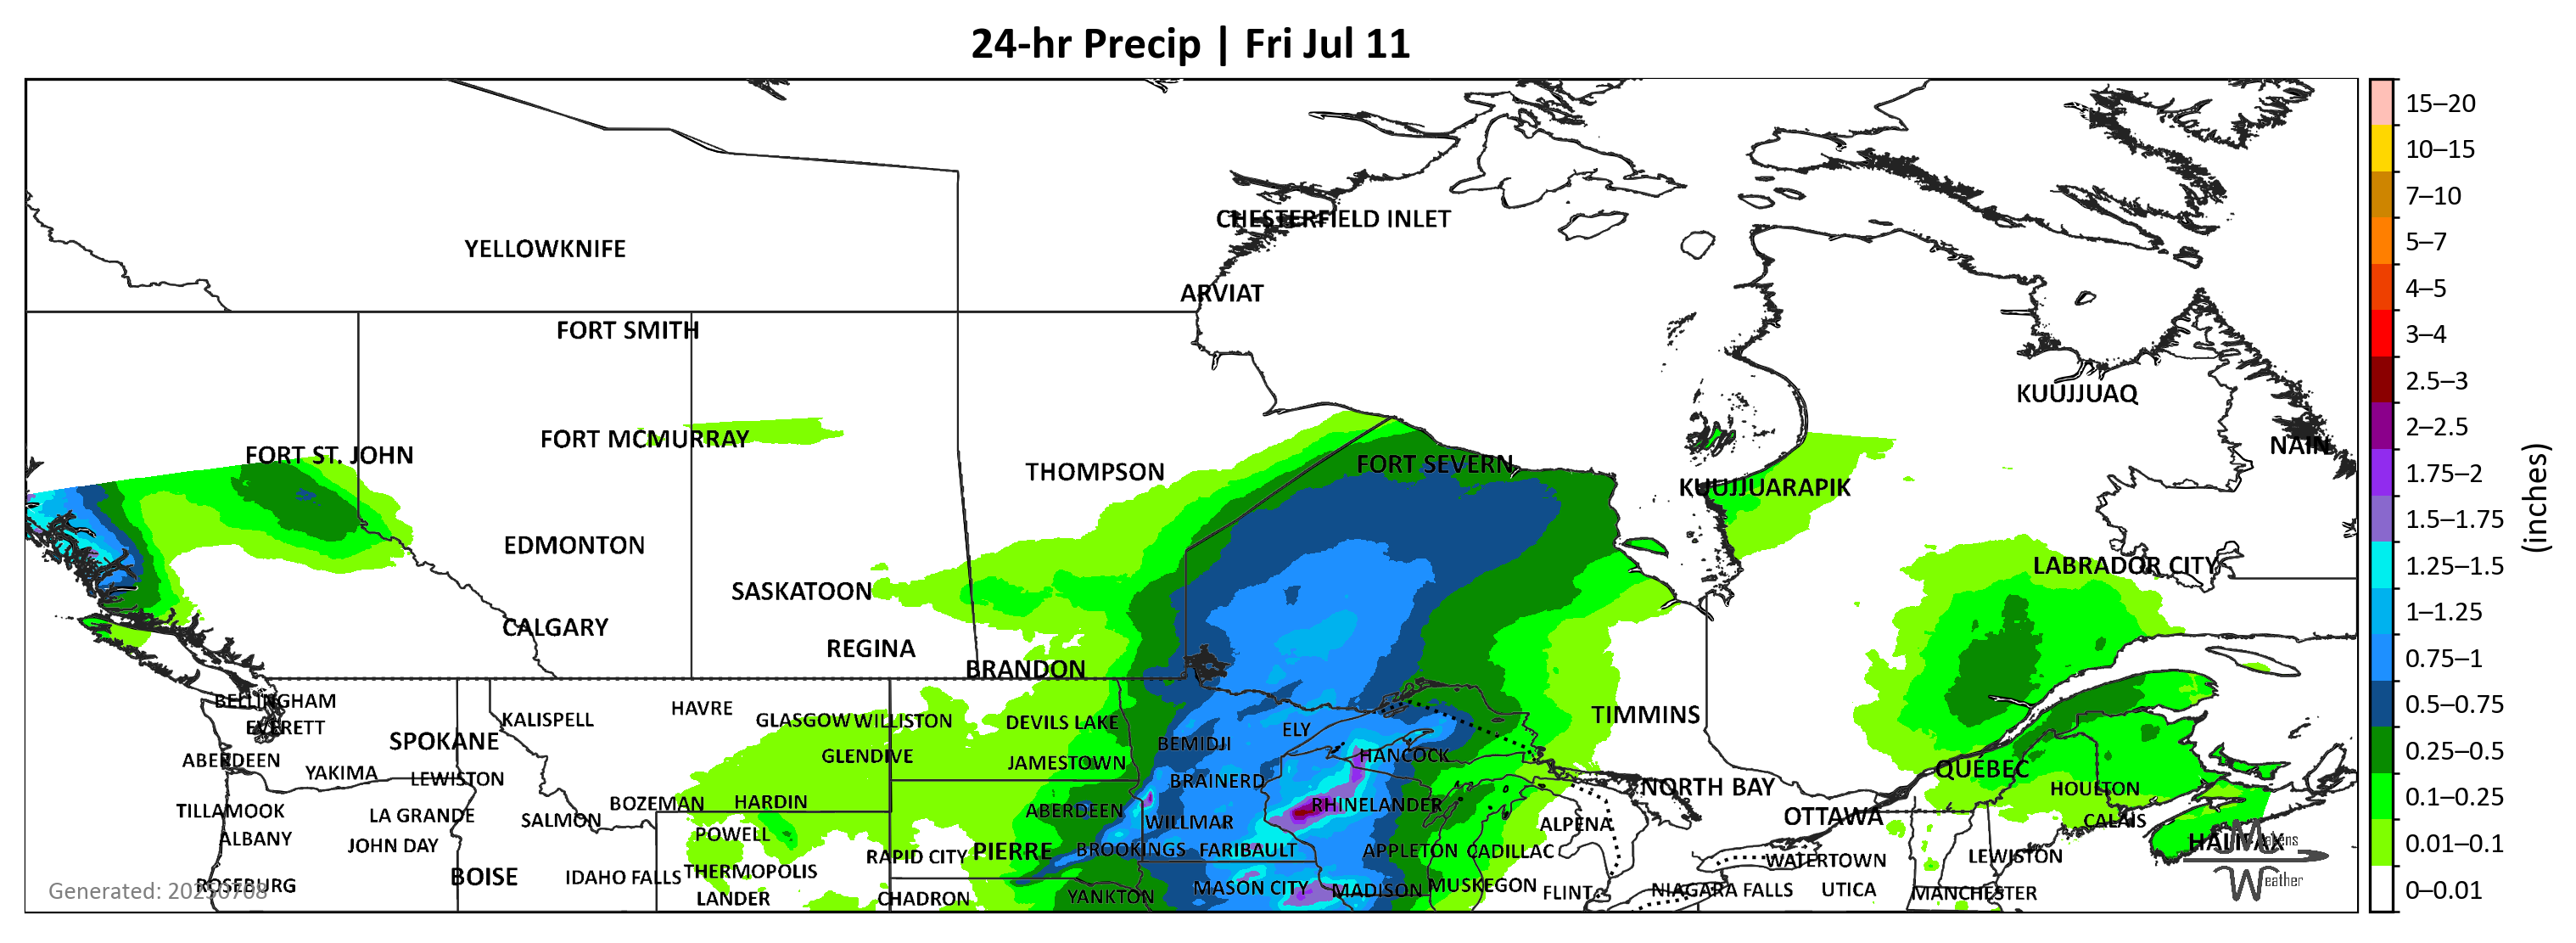 24-hr Precip | Fri Jul 11
15–20
10–15
7–10
5–7
4–5
3–4
2.5–3
2–2.5
1.75–2
1.5–1.75
1.25–1.5
1–1.25
0.75–1
0.5–0.75
0.25–0.5
0.1–0.25
0.01–0.1
0–0.01
(inches)
CHESTERFIELD INLET
YELLOWKNIFE
ARVIAT
FORT SMITH
KUUJJUAQ
FORT MCMURRAY
NAIN
FORT ST. JOHN
THOMPSON
FORT SEVERN
KUUJJUARAPIK
EDMONTON
LABRADOR CITY
SASKATOON
CALGARY
REGINA
BRANDON
BELLINGHAM
HAVRE
KALISPELL
GLASGOW
WILLISTON
DEVILS LAKE
TIMMINS
EVERETT
ELY
SPOKANE
BEMIDJI
ABERDEEN
GLENDIVE
JAMESTOWN
HANCOCK
QUEBEC
YAKIMA
LEWISTON
BRAINERD
NORTH BAY
HOULTON
BOZEMAN
HARDIN
TILLAMOOK
LA GRANDE
SALMON
ABERDEEN
RHINELANDER
OTTAWA
CALAIS
ALBANY
JOHN DAY
POWELL
WILLMAR
ALPENA
HALIFAX
RAPID CITY
PIERRE
BROOKINGS
FARIBAULT
APPLETON
CADILLAC
WATERTOWN
LEWISTON
BOISE
IDAHO FALLS
THERMOPOLIS
ROSEBURG
MASON CITY
MADISON
MUSKEGON
FLINT
NIAGARA FALLS
UTICA
MANCHESTER
LANDER
CHADRON
YANKTON
Generated: 20250708
Weather